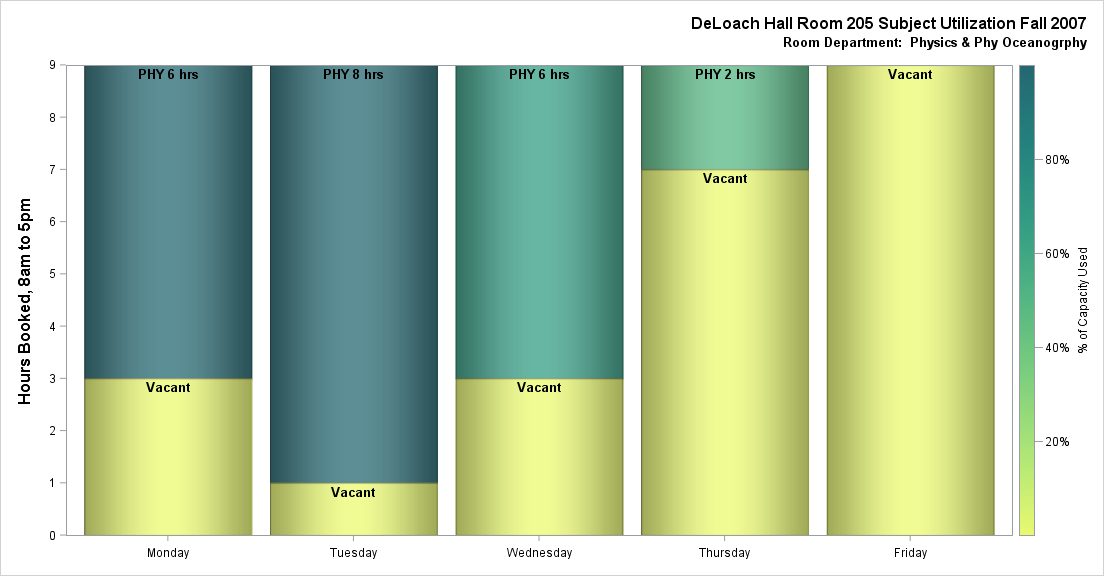 DeLoach Hall Room 205 Subject Utilization Fall 2007
Room Department: Physics & Phy Oceanogrphy
Hours Booked, 8am to 5pm
9
8
7
6
5
4
3
2
1
0
PHY 6 hrs
Vacant
PHY 8 hrs
Vacant
PHY 6 hrs
Vacant
PHY 2 hrs
Vacant
Vacant
Monday
Tuesday
Wednesday
Thursday
Friday
80%
60%
40%
20%
% of Capacity Used